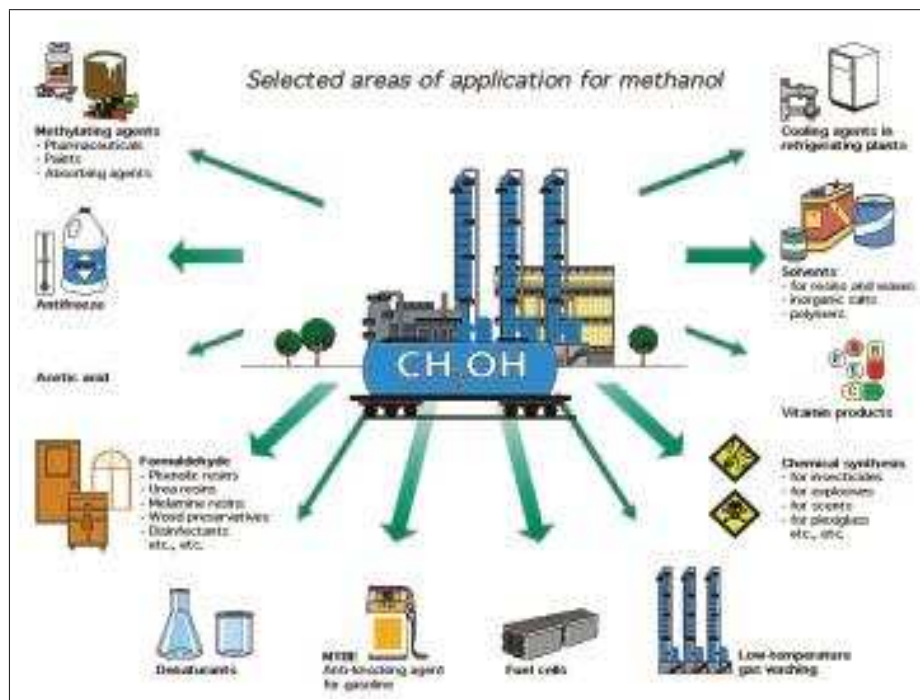 Selected areas of application for methanol
Methylating agents
- Pharmaceuticals
- Paints
- Absorbing agents
Cooling agents in
refrigerating plants
Antifreeze
Solvents
- for resins and waxes
- inorganic salts
- polymers
Acetic acid
CH3OH
Vitamin products
Formaldehyde
- Phenolic resins
- Urea resins
- Melamine resins
- Wood preservatives
- Disinfectants
etc., etc.
Chemical synthesis
- for insecticides
- for explosives
- for scents
- for plexiglass
etc., etc.
Denaturants
MTBE
Anti-knocking agent
for gasoline
Fuel cells
Low-temperature
gas washing